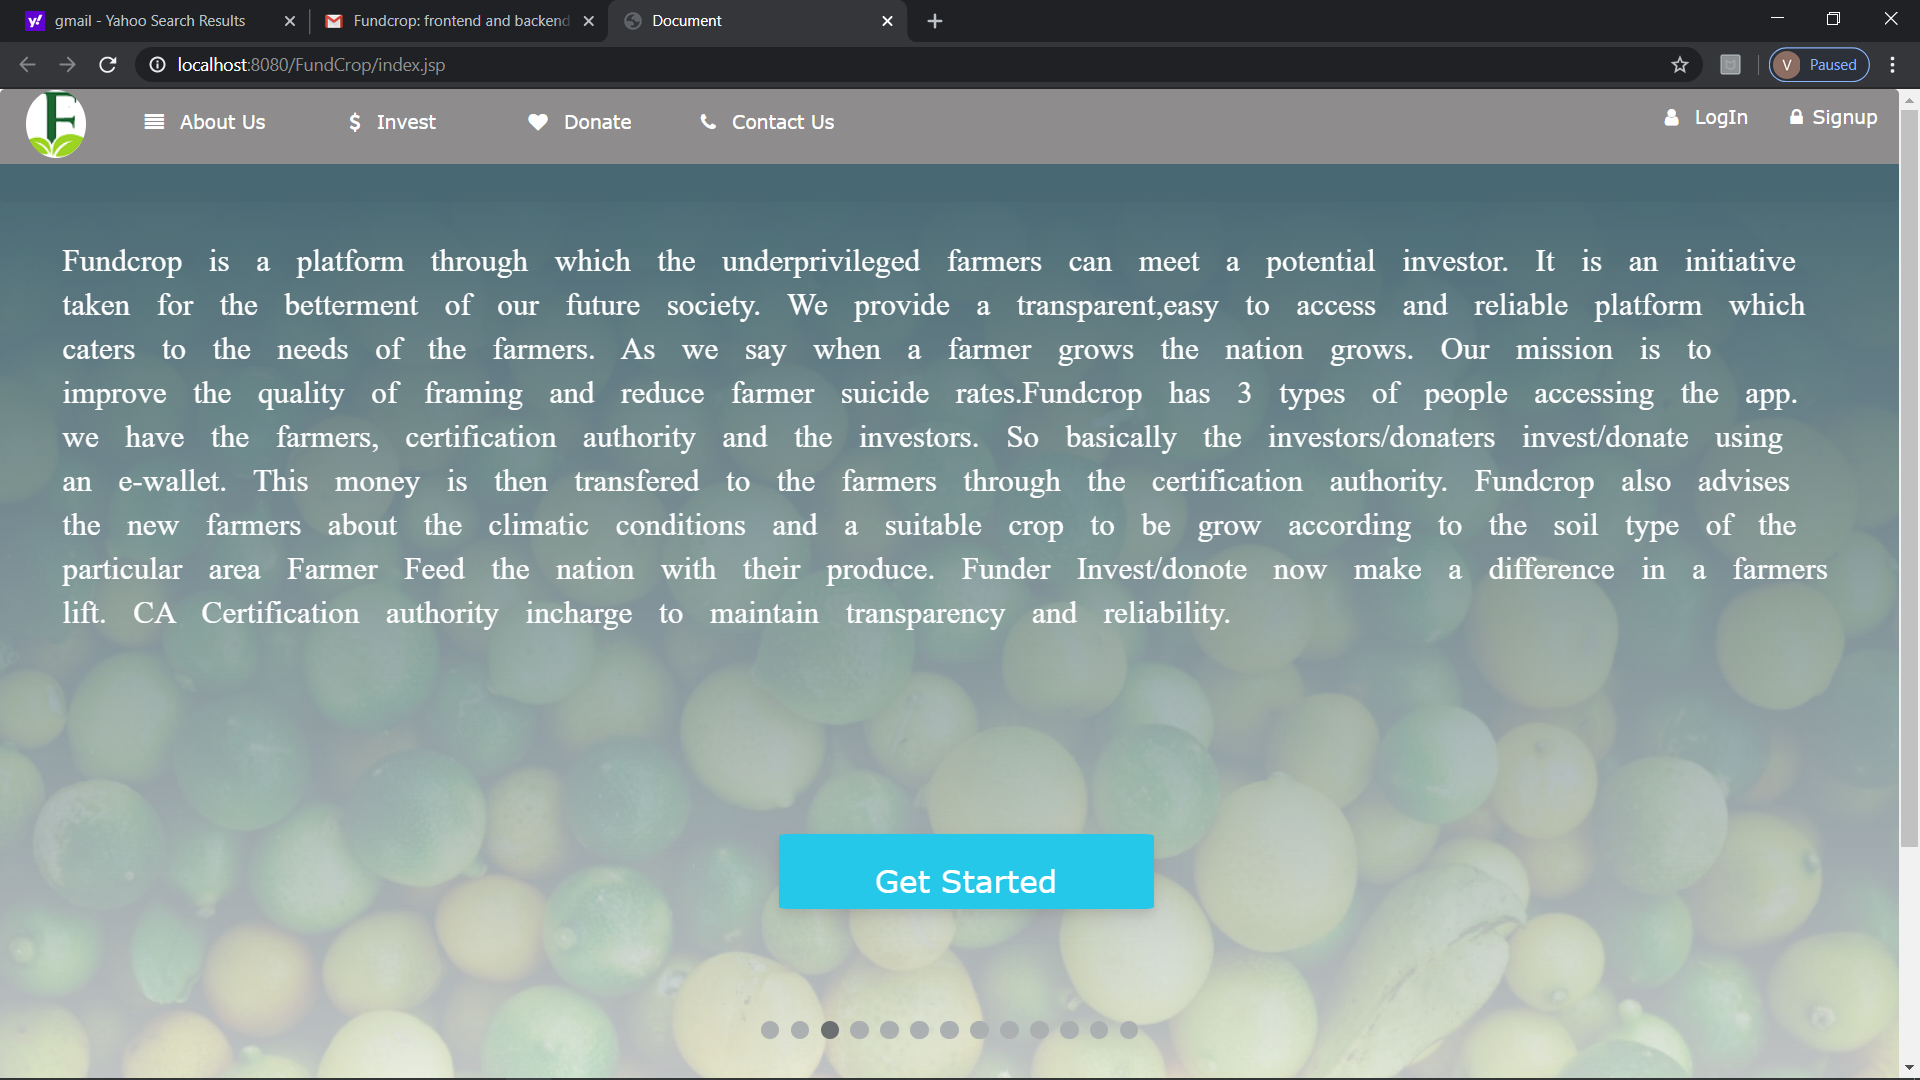 gmail - Yahoo Search Results
Fundcrop: frontend and backend
Document
localhost:8080/FundCrop/index.jsp
V Paused
F
About Us
$ Invest
Donate
Contact Us
LogIn
Signup
Fundcrop is a platform through which the underprivileged farmers can meet a potential investor. It is an initiative
taken for the betterment of our future society. We provide a transparent,easy to access and reliable platform which
caters to the needs of the farmers. As we say when a farmer grows the nation grows. Our mission is to
improve the quality of framing and reduce farmer suicide rates.Fundcrop has 3 types of people accessing the app.
we have the farmers, certification authority and the investors. So basically the investors/donaters invest/donate using
an e-wallet. This money is then transfered to the farmers through the certification authority. Fundcrop also advises
the new farmers about the climatic conditions and a suitable crop to be grow according to the soil type of the
particular area Farmer Feed the nation with their produce. Funder Invest/donote now make a difference in a farmers
lift. CA Certification authority incharge to maintain transparency and reliability.
Get Started